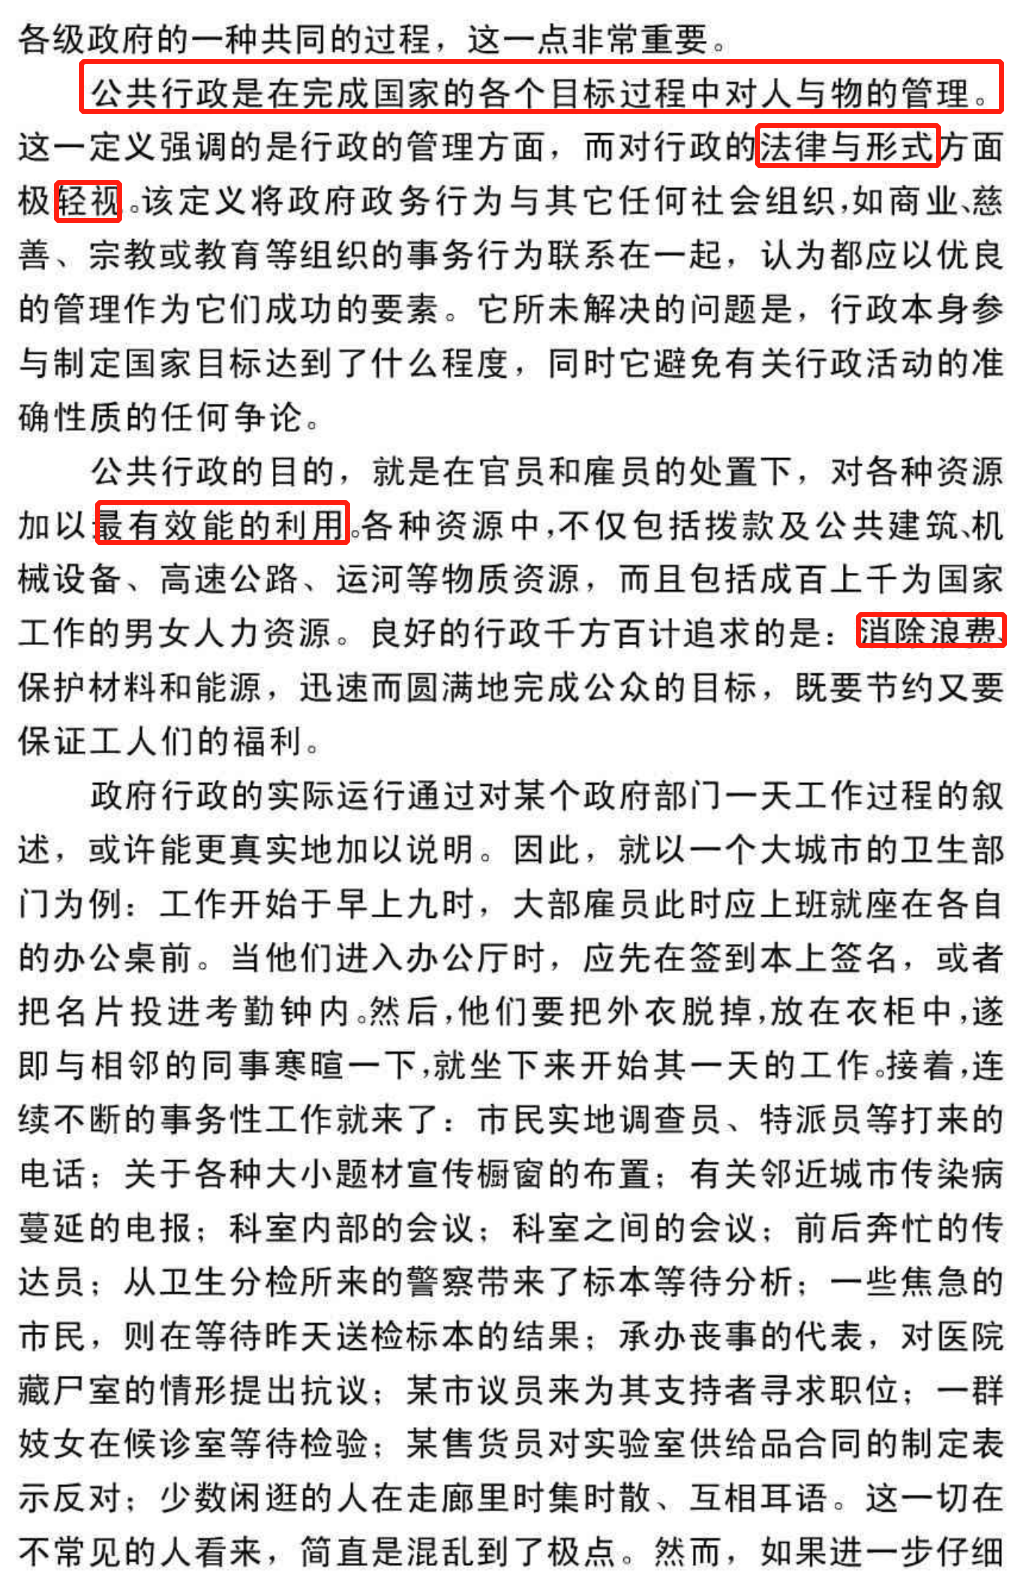 各级政府的一种共同的过程，这一点非常重要。
公共行政是在完成国家的各个目标过程中对人与物的管理。
这一定义强调的是行政的管理方面，而对行政的法律与形式方面
极轻视。该定义将政府政务行为与其它任何社会组织，如商业、慈
善、宗教或教育等组织的事务行为联系在一起，认为都应以优良
的管理作为它们成功的要素。它所未解决的问题是，行政本身参
与制定国家目标达到了什么程度，同时它避免有关行政活动的准
确性质的任何争论。
公共行政的目的，就是在官员和雇员的处置下，对各种资源
加以最有效能的利用。各种资源中，不仅包括拨款及公共建筑、机
械设备、高速公路、运河等物质资源，而且包括成百上千为国家
工作的男女人力资源。良好的行政千方百计追求的是：消除浪费、
保护材料和能源，迅速而圆满地完成公众的目标，既要节约又要
保证工人们的福利。
政府行政的实际运行通过对某个政府部门一天工作过程的叙
述，或许能更真实地加以说明。因此，就以一个大城市的卫生部
门为例：工作开始于早上九时，大部雇员此时应上班就座在各自
的办公桌前。当他们进入办公厅时，应先在签到本上签名，或者
把名片投进考勤钟内。然后，他们要把外衣脱掉，放在衣柜中，遂
即与相邻的同事寒暄一下，就坐下来开始其一天的工作。接着，连
续不断的事务性工作就来了：市民实地调查员、特派员等打来的
电话；关于各种大小题材宣传橱窗的布置；有关邻近城市传染病
蔓延的电报；科室内部的会议；科室之间的会议；前后奔忙的传
达员；从卫生分检所来的警察带来了标本等待分析；一些焦急的
市民，则在等待昨天送检标本的结果；承办丧事的代表，对医院
藏尸室的情形提出抗议；某市议员来为其支持者寻求职位；一群
妓女在候诊室等待检验；某售货员对实验室供给品合同的制定表
示反对；少数闲逛的人在走廊里时集时散、互相耳语。这一切在
不常见的人看来，简直是混乱到了极点。然而，如果进一步仔细